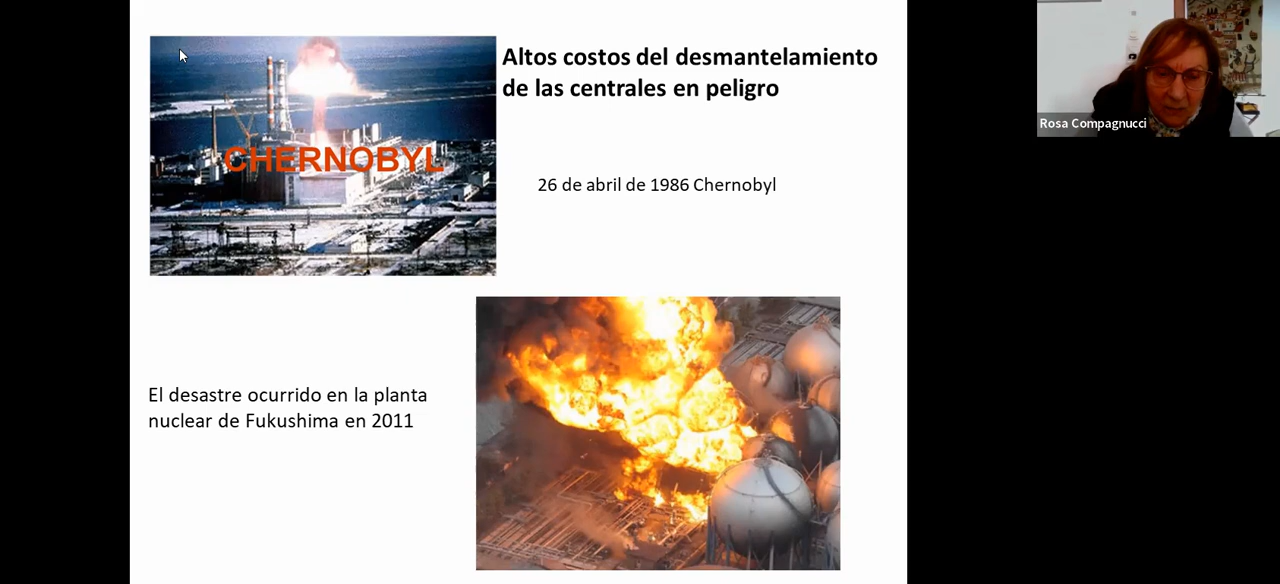 Altos costos del desmantelamiento
de las centrales en peligro
CHERNOBYL
26 de abril de 1986 Chernobyl
El desastre ocurrido en la planta
nuclear de Fukushima en 2011
Rosa Compagnucci